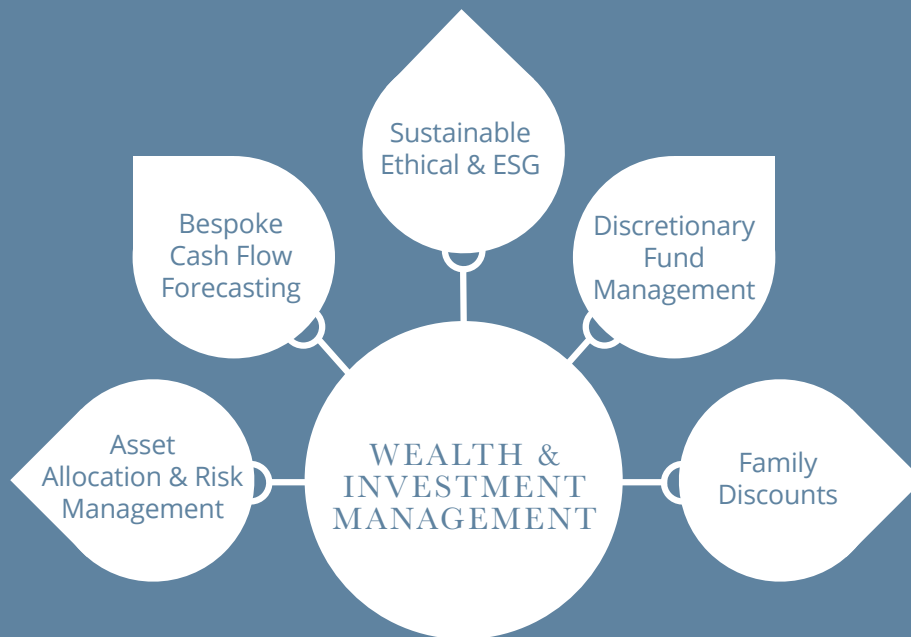 Sustainable
Ethical & ESG
Bespoke
Cash Flow
Forecasting
Discretionary
Fund
Management
Asset
Allocation & Risk
Management
WEALTH &
INVESTMENT
MANAGEMENT
Family
Discounts